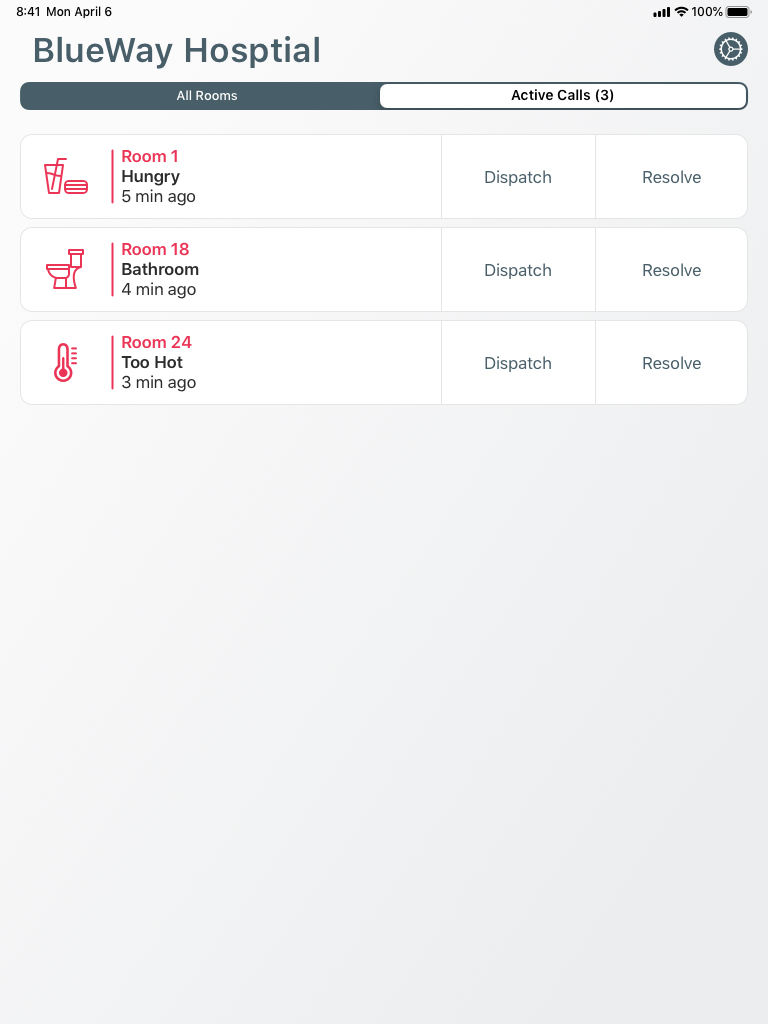 8:41 Mon April 6 100%
BlueWay Hosptial
All Rooms Active Calls (3)
Room 1
Hungry
5 min ago
Dispatch Resolve
Room 18
Bathroom
4 min ago
Dispatch Resolve
Room 24
Too Hot
3 min ago
Dispatch Resolve